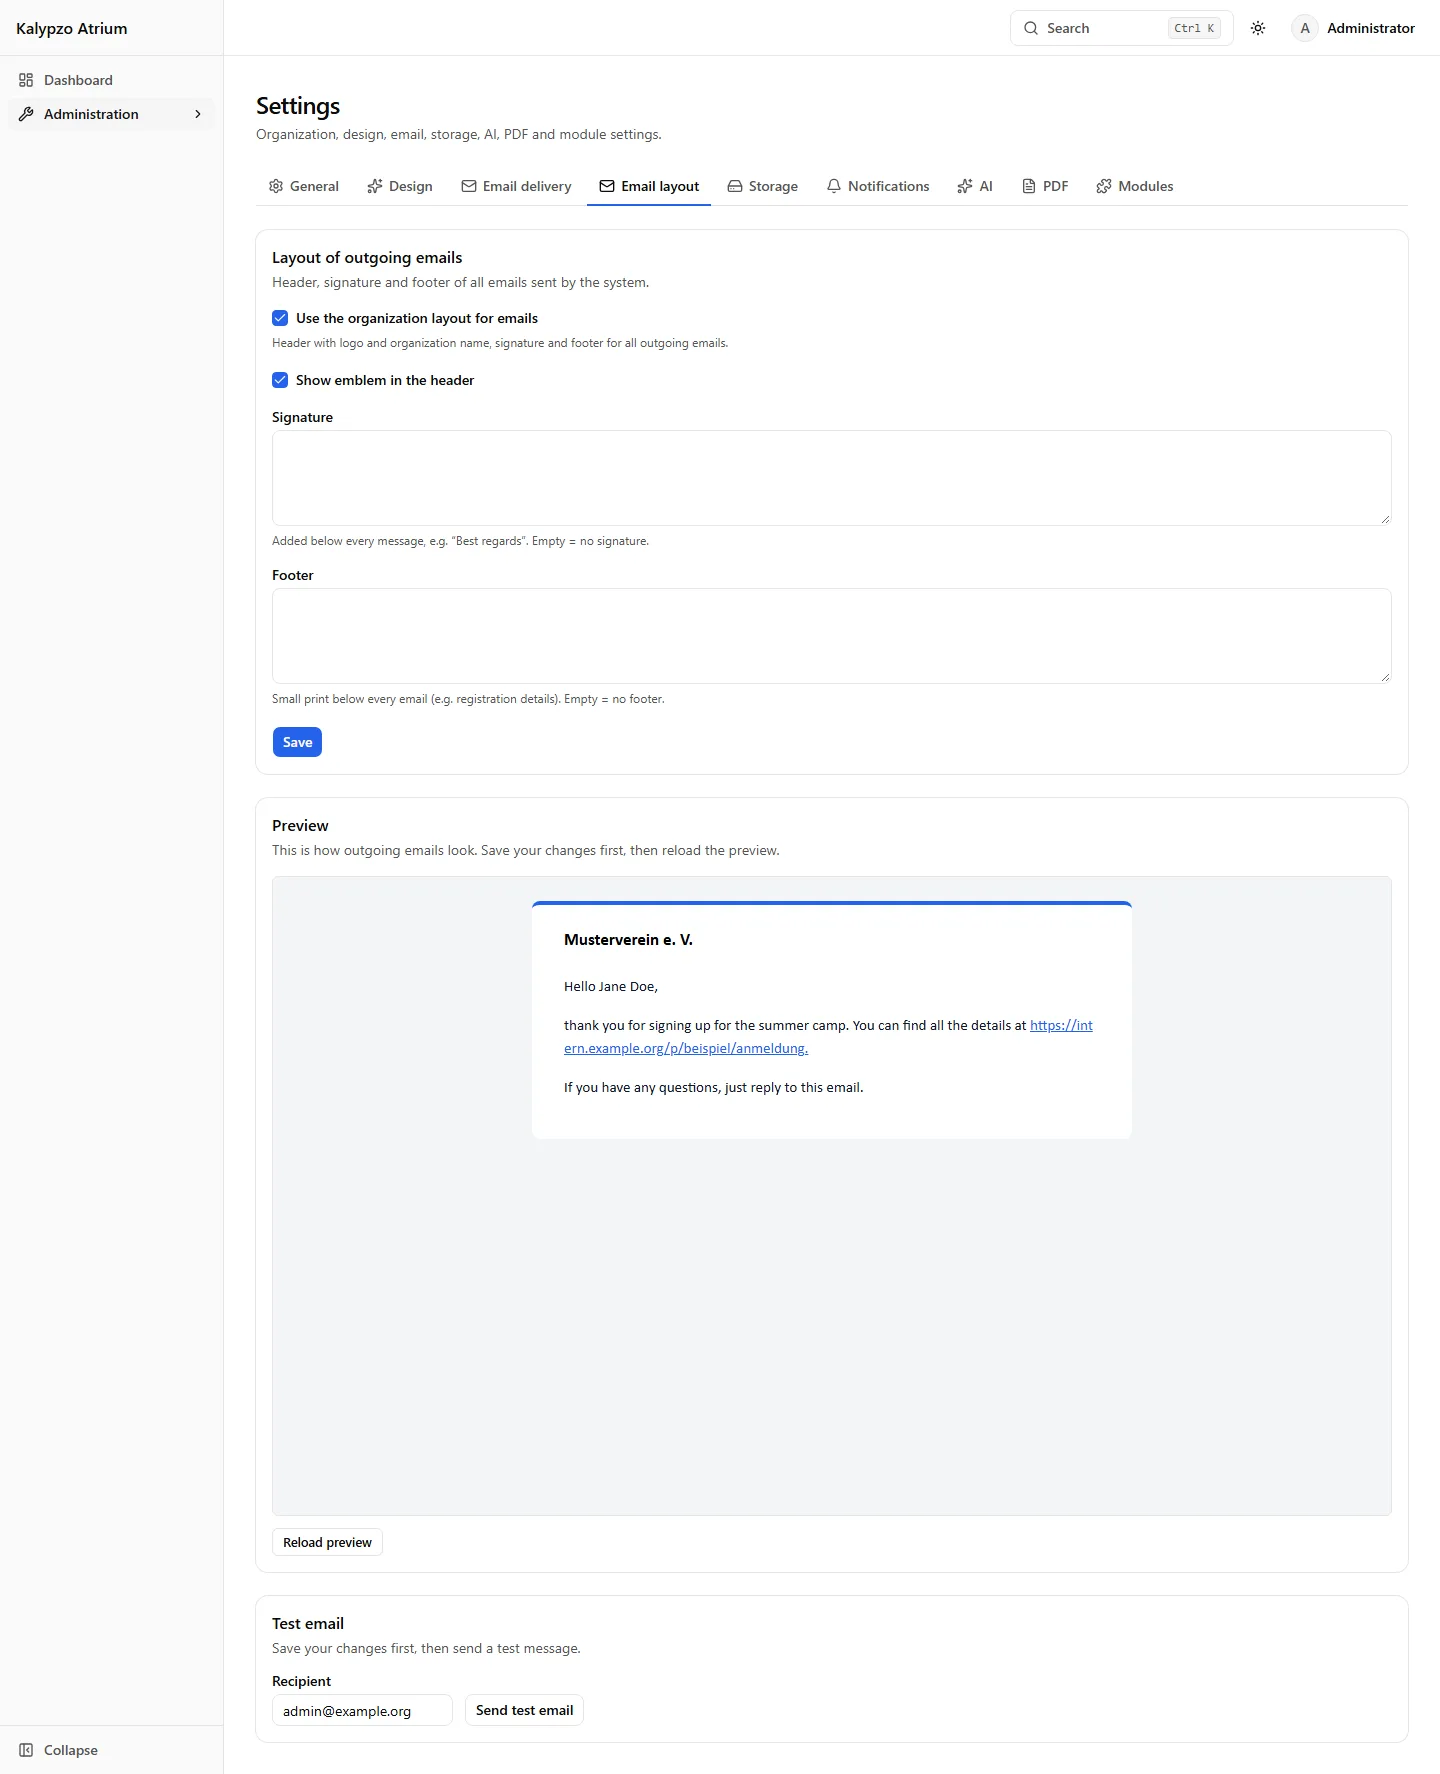 Kalypzo Atrium
Search
Ctrl K
A
Administrator
Dashboard
Administration
Settings
Organization, design, email, storage, AI, PDF and module settings.
General
Design
Email delivery
Email layout
Storage
Notifications
AI
PDF
Modules
Layout of outgoing emails
Header, signature and footer of all emails sent by the system.
Use the organization layout for emails
Header with logo and organization name, signature and footer for all outgoing emails.
Show emblem in the header
Signature
Added below every message, e.g. “Best regards”. Empty = no signature.
Footer
Small print below every email (e.g. registration details). Empty = no footer.
Save
Preview
This is how outgoing emails look. Save your changes first, then reload the preview.
Musterverein e. V.
Hello Jane Doe,
thank you for signing up for the summer camp. You can find all the details at https://int
ern.example.org/p/beispiel/anmeldung.
If you have any questions, just reply to this email.
Reload preview
Test email
Save your changes first, then send a test message.
Recipient
admin@example.org
Send test email
Collapse